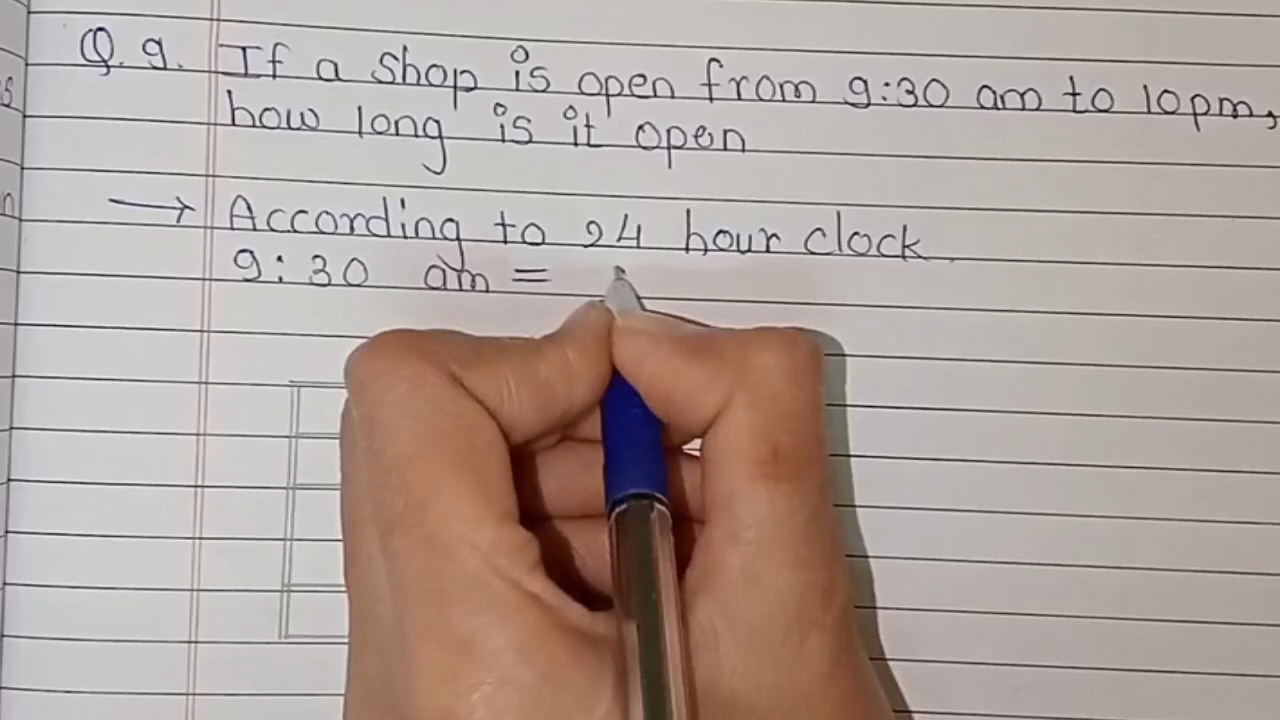 Q.9. If a shop is open from 9:30 am to 10pm,
how long is it open
→ According to 24 hour clock.
9:30 am =